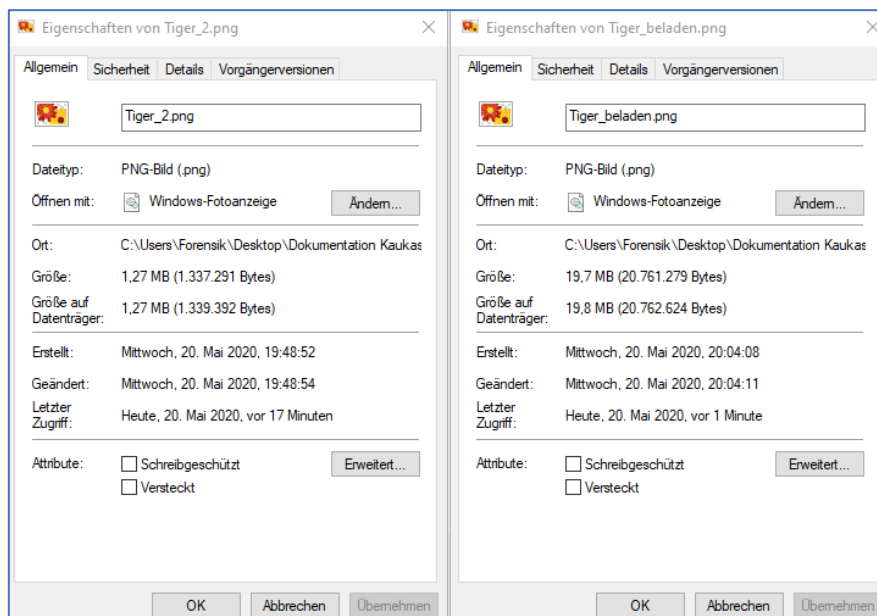 Eigenschaften von Tiger_2.png
Allgemein Sicherheit Details Vorgängerversionen
Tiger_2.png
Dateityp: PNG-Bild (.png)
Öffnen mit: Windows-Fotoanzeige Ändern...
Ort: C:\Users\Forensik\Desktop\Dokumentation Kaukas
Größe: 1,27 MB (1.337.291 Bytes)
Größe auf
Datenträger: 1,27 MB (1.339.392 Bytes)
Erstellt: Mittwoch, 20. Mai 2020, 19:48:52
Geändert: Mittwoch, 20. Mai 2020, 19:48:54
Letzter
Zugriff: Heute, 20. Mai 2020, vor 17 Minuten
Attribute: Schreibgeschützt Erweitert...
Versteckt
OK Abbrechen Übernehmen
Eigenschaften von Tiger_beladen.png
Allgemein Sicherheit Details Vorgängerversionen
Tiger_beladen.png
Dateityp: PNG-Bild (.png)
Öffnen mit: Windows-Fotoanzeige Ändern...
Ort: C:\Users\Forensik\Desktop\Dokumentation Kaukas
Größe: 19,7 MB (20.761.279 Bytes)
Größe auf
Datenträger: 19,8 MB (20.762.624 Bytes)
Erstellt: Mittwoch, 20. Mai 2020, 20:04:08
Geändert: Mittwoch, 20. Mai 2020, 20:04:11
Letzter
Zugriff: Heute, 20. Mai 2020, vor 1 Minute
Attribute: Schreibgeschützt Erweitert...
Versteckt
OK Abbrechen Übernehmen